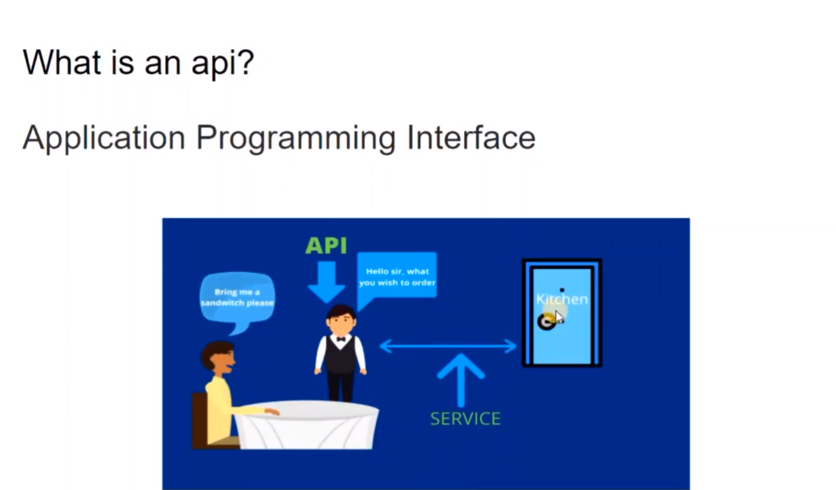 What is an api?
Application Programming Interface
API
Hello sir, what
you wish to order
Bring me a
sandwitch please
Kitchen
SERVICE